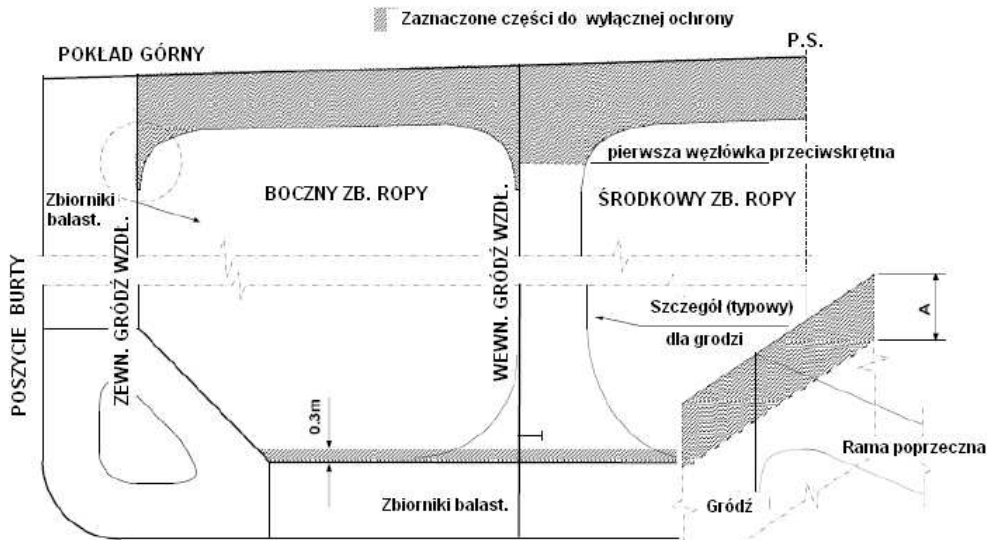 Zaznaczone części do wyłącznej ochrony
P.S.
POKŁAD GÓRNY
pierwsza węzłówka przeciwskrętna
BOCZNY ZB. ROPY
ŚRODKOWY ZB. ROPY
Zbiorniki
balast.
POSZYCIE BURTY
ZEWN. GRÓDŹ WZDŁ.
WEWN. GRÓDŹ WZDŁ.
Szczegół (typowy)
dla grodzi
A
0.3m
Rama poprzeczna
Zbiorniki balast.
Gródź